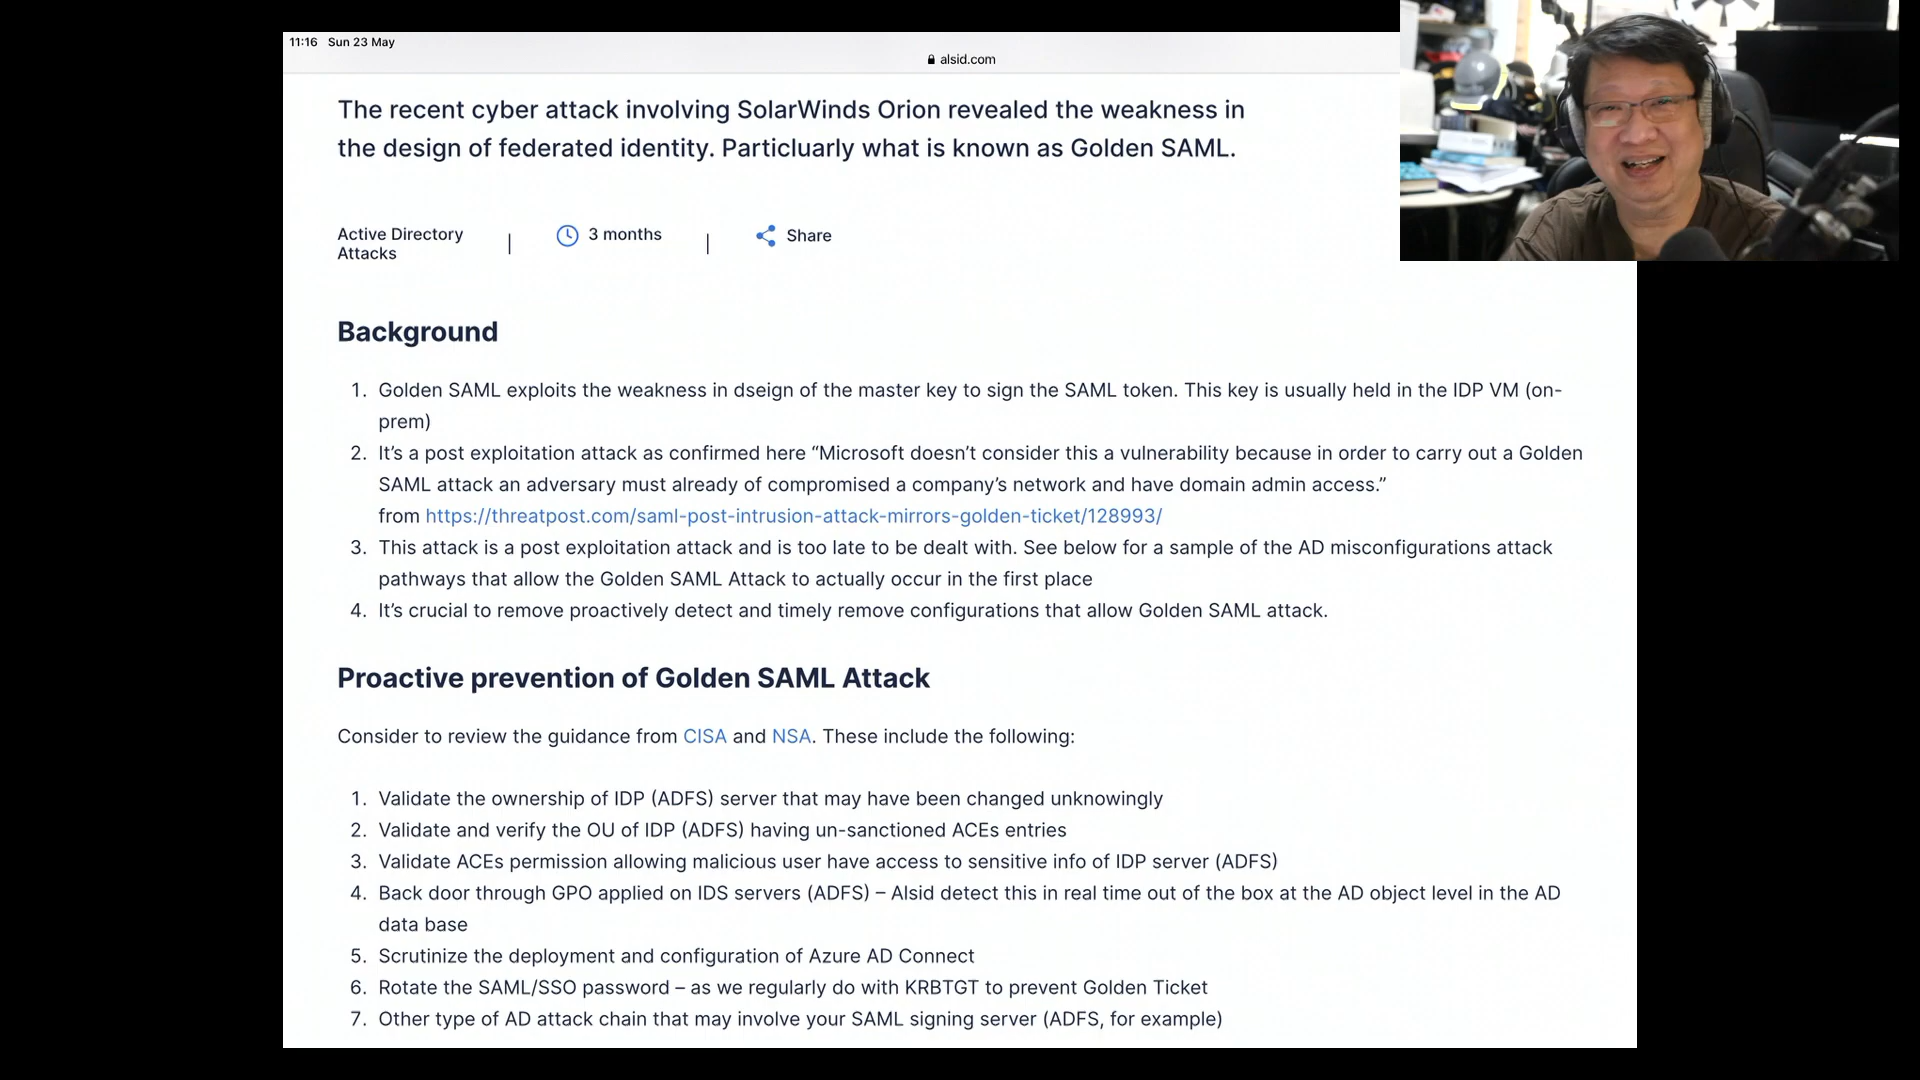 11:16 Sun 23 May
alsid.com
The recent cyber attack involving SolarWinds Orion revealed the weakness in
the design of federated identity. Particluarly what is known as Golden SAML.
Active Directory
Attacks
3 months
Share
Background
1. Golden SAML exploits the weakness in dseign of the master key to sign the SAML token. This key is usually held in the IDP VM (on-
prem)
2. It’s a post exploitation attack as confirmed here “Microsoft doesn’t consider this a vulnerability because in order to carry out a Golden
SAML attack an adversary must already of compromised a company’s network and have domain admin access.”
from https://threatpost.com/saml-post-intrusion-attack-mirrors-golden-ticket/128993/
3. This attack is a post exploitation attack and is too late to be dealt with. See below for a sample of the AD misconfigurations attack
pathways that allow the Golden SAML Attack to actually occur in the first place
4. It’s crucial to remove proactively detect and timely remove configurations that allow Golden SAML attack.
Proactive prevention of Golden SAML Attack
Consider to review the guidance from CISA and NSA. These include the following:
1. Validate the ownership of IDP (ADFS) server that may have been changed unknowingly
2. Validate and verify the OU of IDP (ADFS) having un-sanctioned ACEs entries
3. Validate ACEs permission allowing malicious user have access to sensitive info of IDP server (ADFS)
4. Back door through GPO applied on IDS servers (ADFS) – Alsid detect this in real time out of the box at the AD object level in the AD
data base
5. Scrutinize the deployment and configuration of Azure AD Connect
6. Rotate the SAML/SSO password – as we regularly do with KRBTGT to prevent Golden Ticket
7. Other type of AD attack chain that may involve your SAML signing server (ADFS, for example)